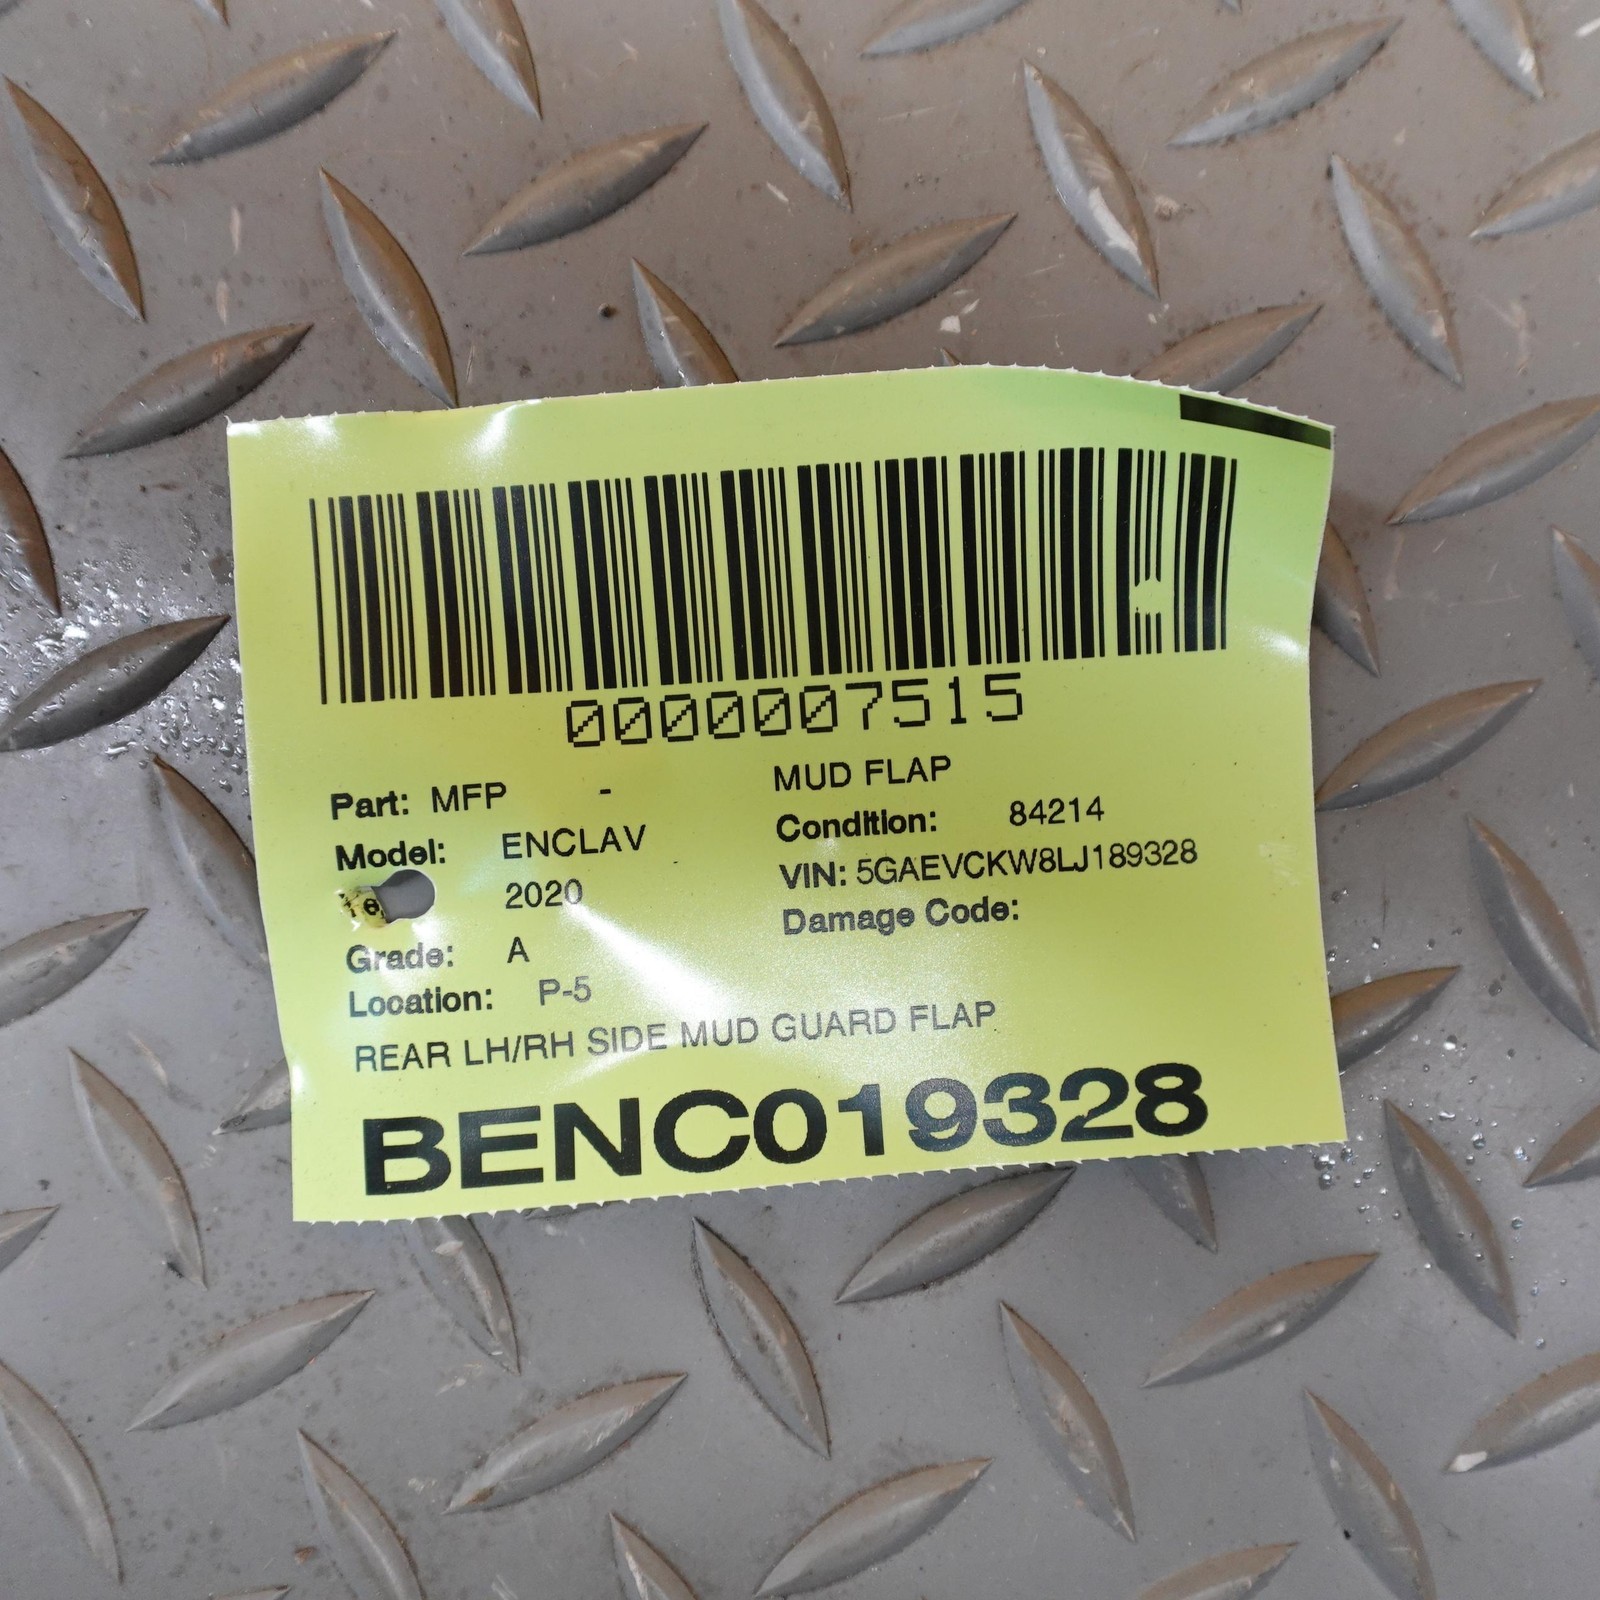 0000007515
Part: MFP - MUD FLAP
Model: ENCLAV Condition: 84214
2020 VIN: 5GAEVCKW8LJ189328
Grade: A Damage Code:
Location: P-5
REAR LH/RH SIDE MUD GUARD FLAP
BENC019328